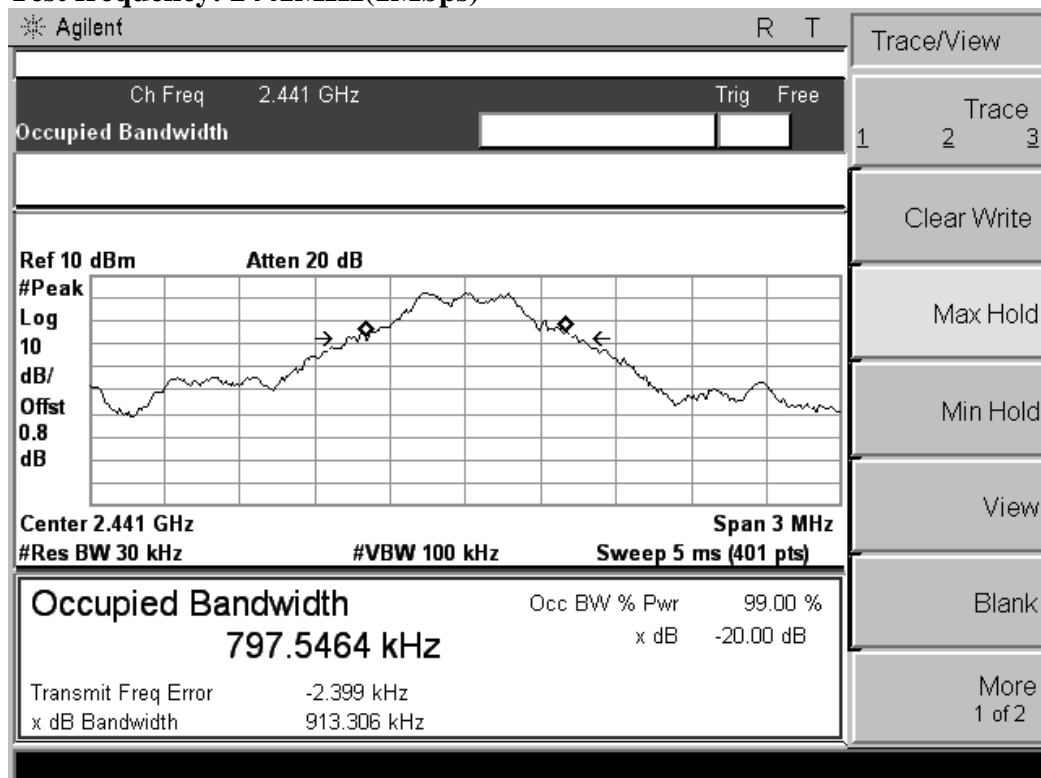 Test frequency: 2441MHz(1Mbps)
Agilent R T
Trace/View
Ch Freq 2.441 GHz Trig Free
Occupied Bandwidth
Trace
1 2 3
Clear Write
Ref 10 dBm Atten 20 dB
#Peak
Log
10
dB/
Offst
0.8
dB
Max Hold
Min Hold
Center 2.441 GHz Span 3 MHz
#Res BW 30 kHz #VBW 100 kHz Sweep 5 ms (401 pts)
View
Occupied Bandwidth Occ BW % Pwr 99.00 %
797.5464 kHz x dB -20.00 dB
Blank
Transmit Freq Error -2.399 kHz
x dB Bandwidth 913.306 kHz
More
1 of 2